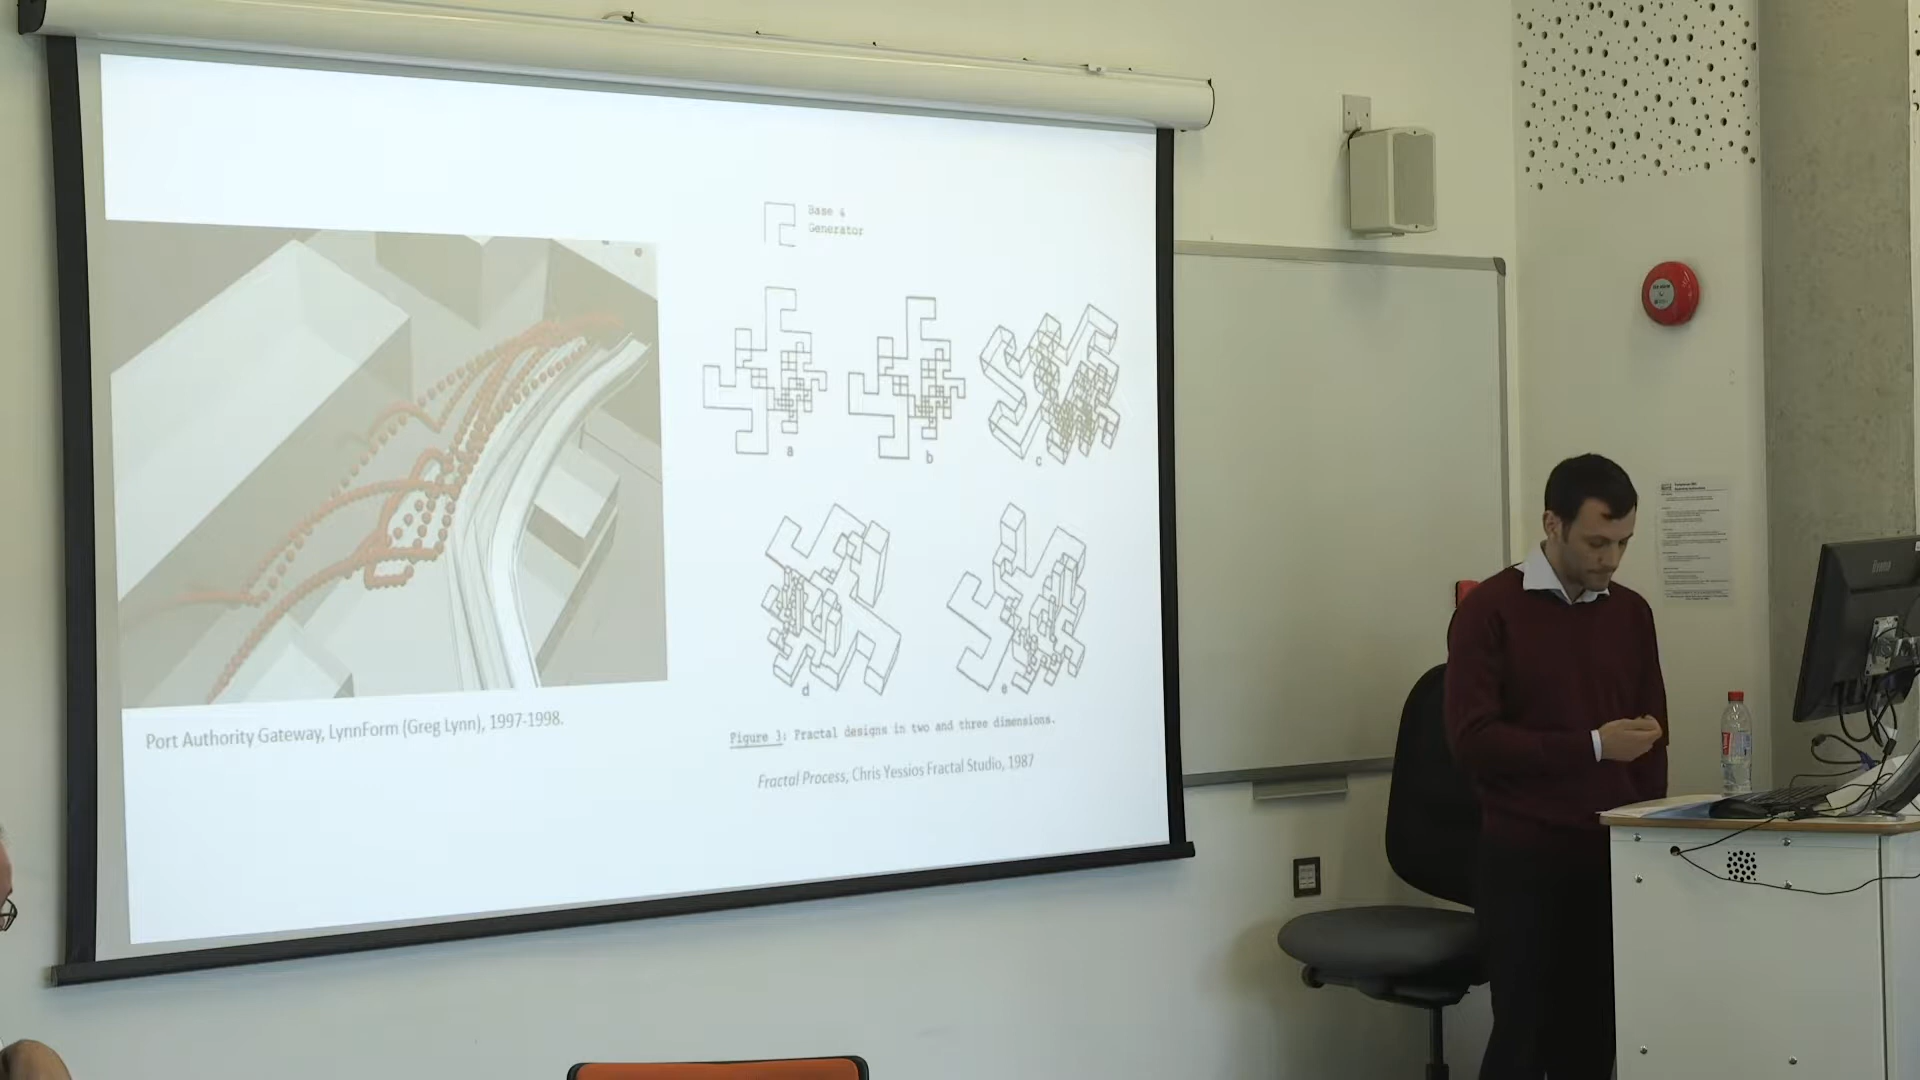 Base &
Generator
a
b
c
d
e
Port Authority Gateway, LynnForm (Greg Lynn), 1997-1998.
Figure 3: Fractal designs in two and three dimensions.
Fractal Process, Chris Yessios Fractal Studio, 1987
iiyama